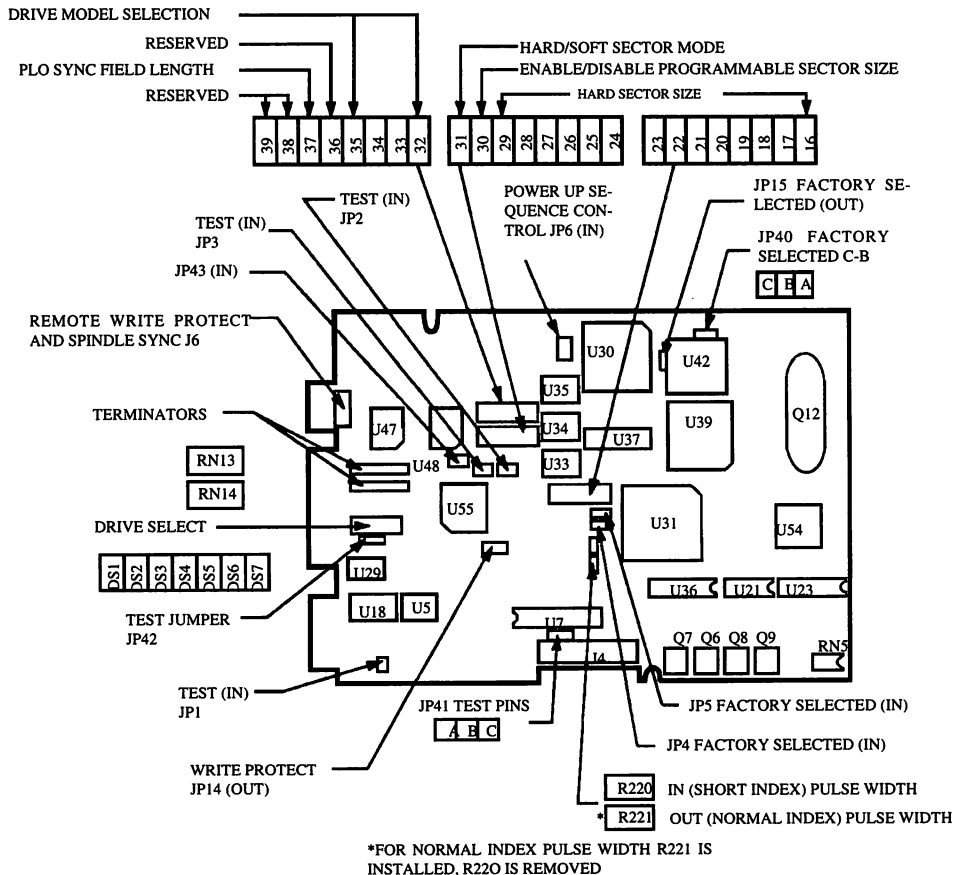 DRIVE MODEL SELECTION
RESERVED
PLO SYNC FIELD LENGTH
RESERVED
HARD/SOFT SECTOR MODE
ENABLE/DISABLE PROGRAMMABLE SECTOR SIZE
HARD SECTOR SIZE
39 38 37 36 35 34 33 32
31 30 29 28 27 26 25 24
23 22 21 20 19 18 17 16
TEST (IN)
JP2
TEST (IN)
JP3
JP43 (IN)
POWER UP SE-
QUENCE CON-
TROL JP6 (IN)
JP15 FACTORY SE-
LECTED (OUT)
JP40 FACTORY
SELECTED C-B
C B A
REMOTE WRITE PROTECT
AND SPINDLE SYNC J6
TERMINATORS
RN13
RN14
DRIVE SELECT
DS1 DS2 DS3 DS4 DS5 DS6 DS7
TEST JUMPER
JP42
TEST (IN)
JP1
WRITE PROTECT
JP14 (OUT)
U30
U42
U35
U34
U33
U37
U39
Q12
U47
U48
U55
U31
U54
U29
U18
U5
U7
J4
U36
U21
U23
Q7 Q6 Q8 Q9
RN5
JP41 TEST PINS
A B C
JP5 FACTORY SELECTED (IN)
JP4 FACTORY SELECTED (IN)
R220 IN (SHORT INDEX) PULSE WIDTH
* R221 OUT (NORMAL INDEX) PULSE WIDTH
*FOR NORMAL INDEX PULSE WIDTH R221 IS
INSTALLED, R22O IS REMOVED